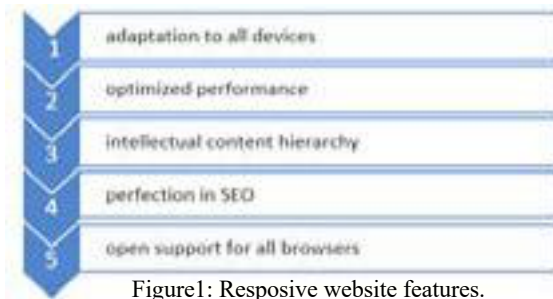 1 adaptation to all devices
2 optimized performance
3 intellectual content hierarchy
4 perfection in SEO
5 open support for all browsers
Figure1: Resposive website features.